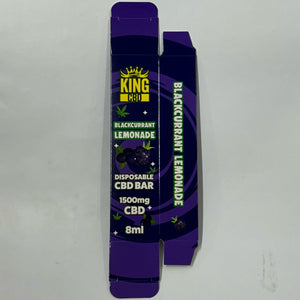 KING
CBD
BLACKCURRANT
LEMONADE
DISPOSABLE
CBD BAR
1500mg
CBD
8ml
BLACKCURRANT LEMONADE